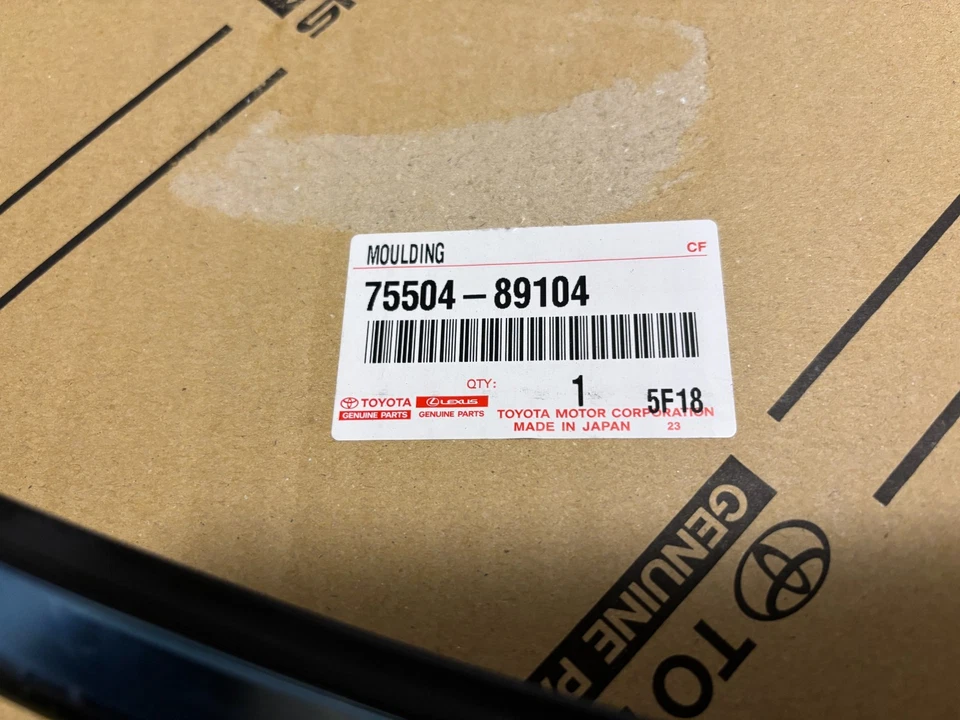 MOULDING
CF
75504-89104
QTY: 1 5F18
TOYOTA LEXUS
GENUINE PARTS GENUINE PARTS
TOYOTA MOTOR CORPORATION
MADE IN JAPAN 23
GENUINE